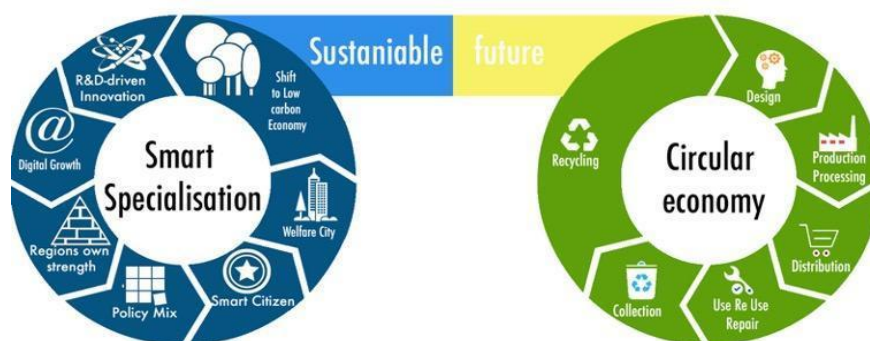 Sustaniable future
R&D-driven
Innovation
Shift
to Low
carbon
Economy
@
Digital Growth
Smart
Specialisation
Welfare City
Regions own
strength
Policy Mix
Smart Citizen
Design
Recycling
Production
Processing
Circular
economy
Distribution
Collection
Use Re Use
Repair